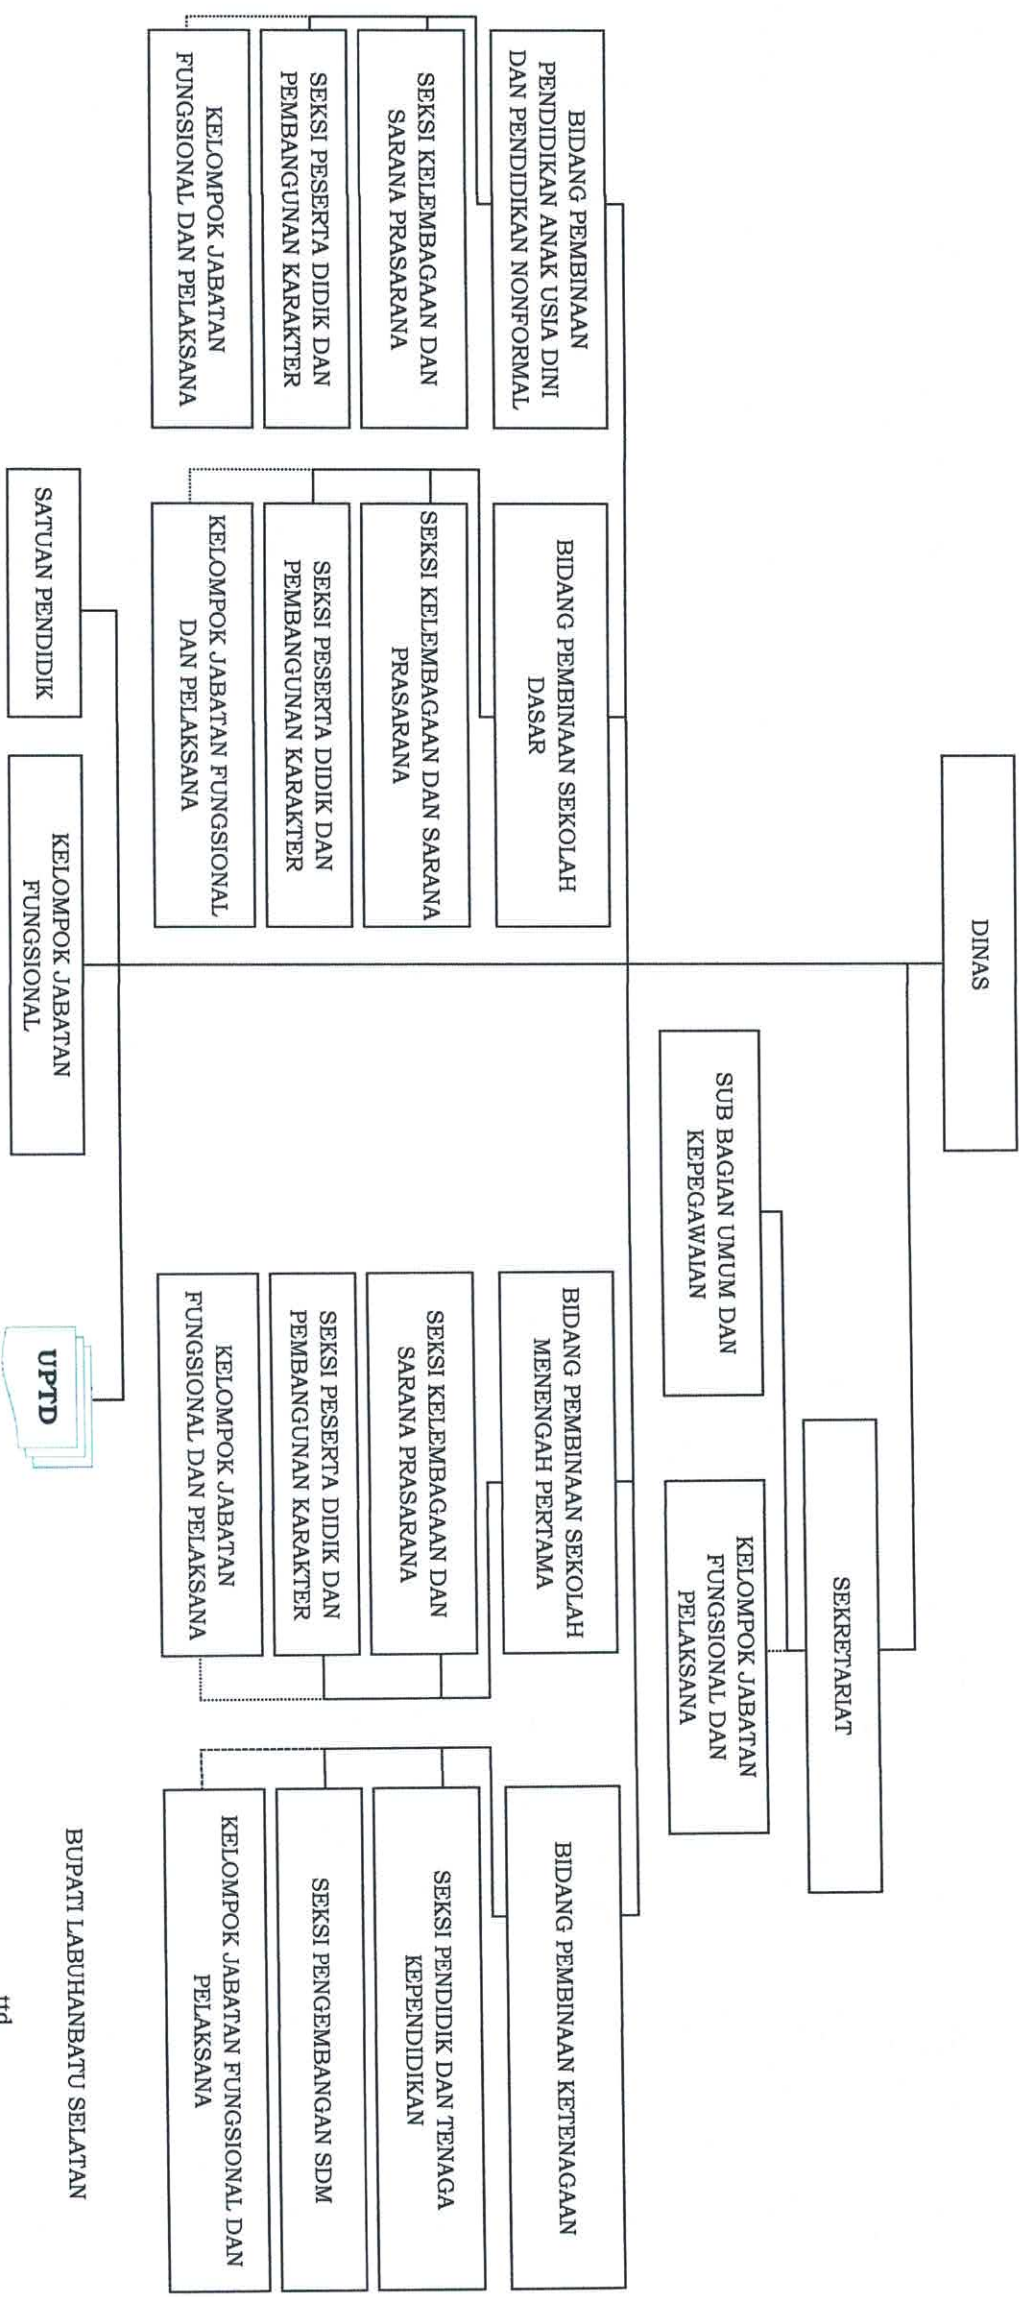 DINAS
SEKRETARIAT
SUB BAGIAN UMUM DAN
KEPEGAWAIAN
KELOMPOK JABATAN
FUNGSIONAL DAN
PELAKSANA
BIDANG PEMBINAAN
PENDIDIKAN ANAK USIA DINI
DAN PENDIDIKAN NONFORMAL
SEKSI KELEMBAGAAN DAN
SARANA PRASARANA
SEKSI PESERTA DIDIK DAN
PEMBANGUNAN KARAKTER
KELOMPOK JABATAN
FUNGSIONAL DAN PELAKSANA
BIDANG PEMBINAAN SEKOLAH
DASAR
SEKSI KELEMBAGAAN DAN SARANA
PRASARANA
SEKSI PESERTA DIDIK DAN
PEMBANGUNAN KARAKTER
KELOMPOK JABATAN FUNGSIONAL
DAN PELAKSANA
BIDANG PEMBINAAN SEKOLAH
MENENGAH PERTAMA
SEKSI KELEMBAGAAN DAN
SARANA PRASARANA
SEKSI PESERTA DIDIK DAN
PEMBANGUNAN KARAKTER
KELOMPOK JABATAN
FUNGSIONAL DAN PELAKSANA
BIDANG PEMBINAAN KETENAGAAN
SEKSI PENDIDIK DAN TENAGA
KEPENDIDIKAN
SEKSI PENGEMBANGAN SDM
KELOMPOK JABATAN FUNGSIONAL DAN
PELAKSANA
SATUAN PENDIDIK
KELOMPOK JABATAN
FUNGSIONAL
UPTD
BUPATI LABUHANBATU SELATAN
ttd